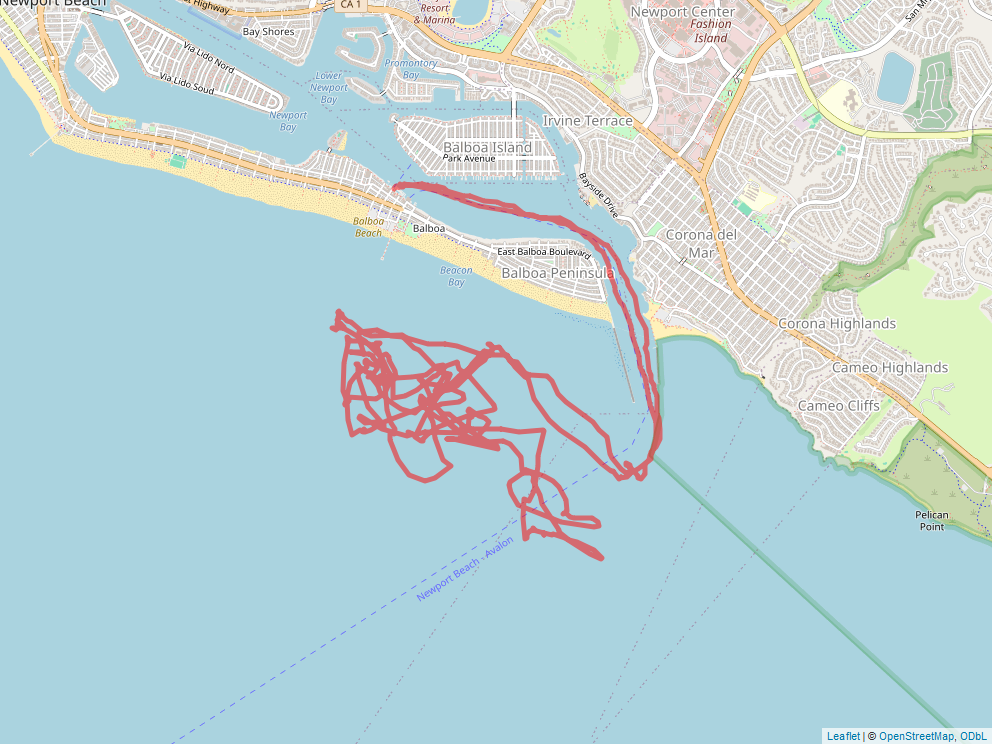 Newport Beach
Highway
CA 1
Bay Shores
Resort
& Marina
Newport Center
Fashion
Island
Via Lido Nord
Via Lido Soud
Lower
Newport
Bay
Promontory
Bay
Newport
Bay
Irvine Terrace
Balboa Island
Park Avenue
Bayside Drive
Balboa
Beach
Balboa
Corona del
Mar
East Balboa Boulevard
Balboa Peninsula
Beacon
Bay
Corona Highlands
Cameo Highlands
Cameo Cliffs
Pelican
Point
Newport Beach - Avalon
Leaflet | © OpenStreetMap, ODbL